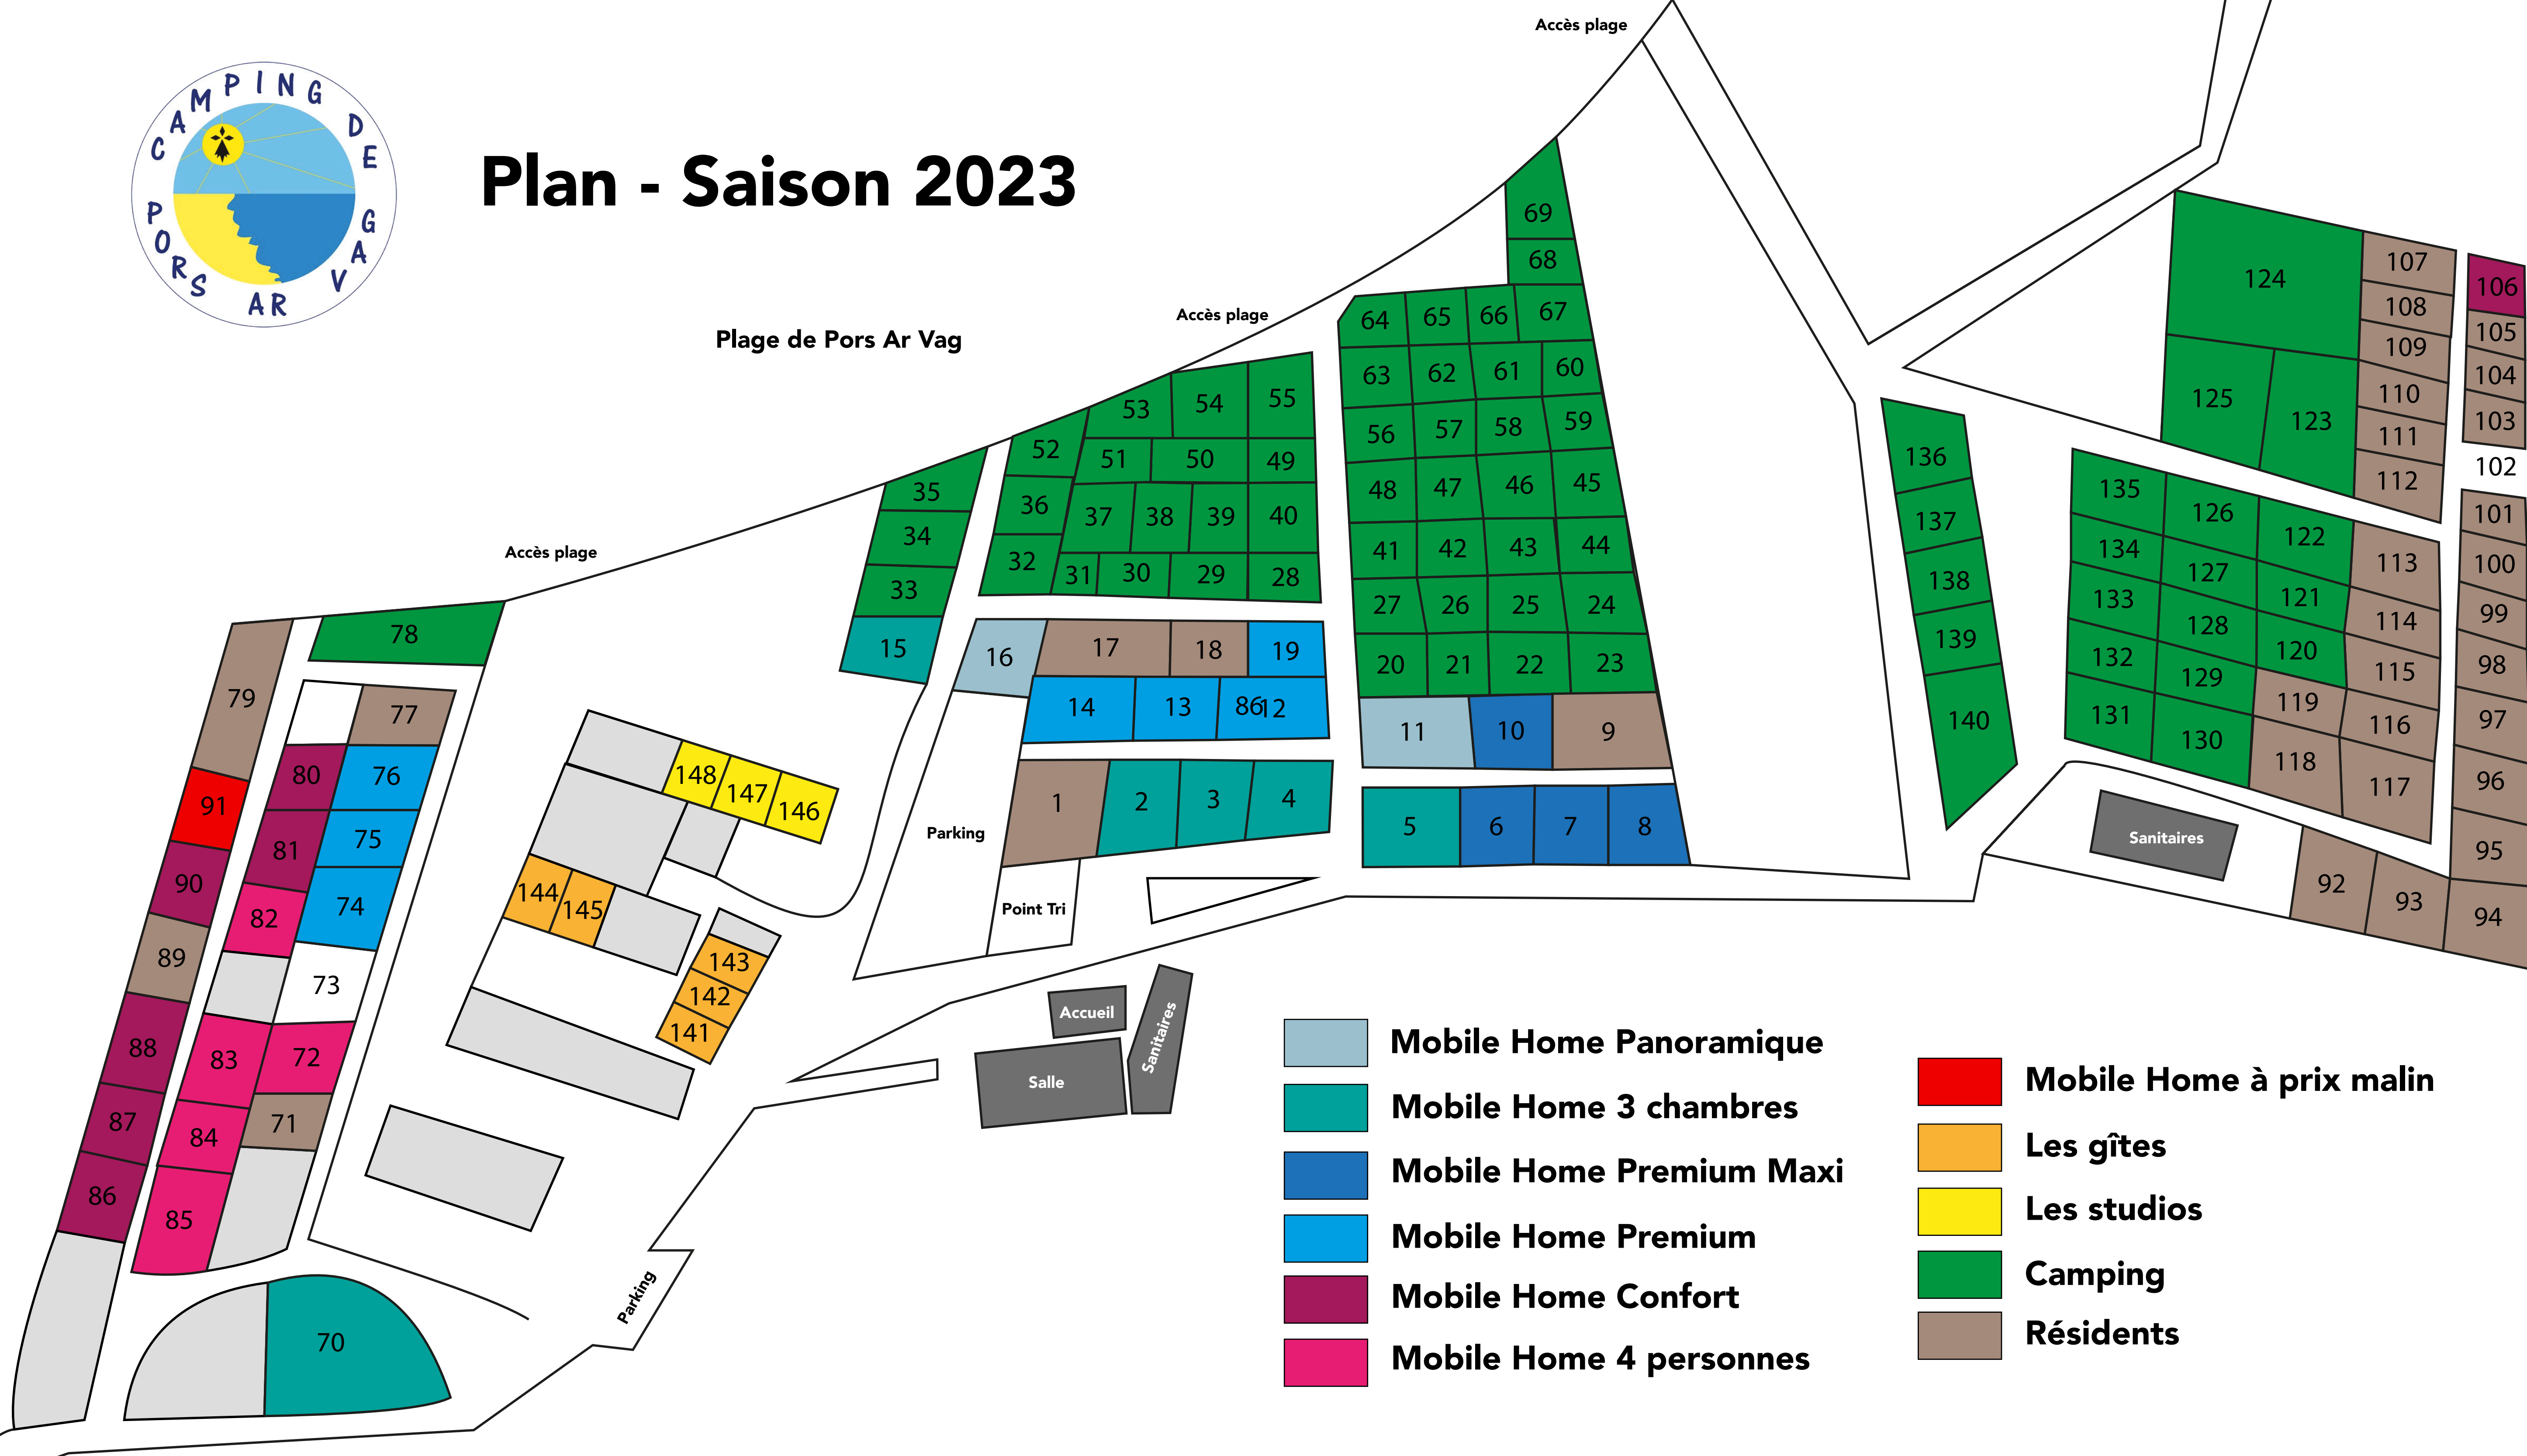 CAMPING DE PORS AR VAG
Plan - Saison 2023
Accès plage
Accès plage
Plage de Pors Ar Vag
Accès plage
69
68
64 65 66 67
63 62 61 60
56 57 58 59
48 47 46 45
41 42 43 44
27 26 25 24
20 21 22 23
11 10 9
5 6 7 8
53 54 55
52 51 50 49
36 37 38 39 40
32 31 30 29 28
35
34
33
15
16 17 18 19
14 13 8612
1 2 3 4
Parking
Point Tri
78
79
77
80 76
91
81 75
90
82 74
89
73
88
83 72
87
84 71
86
85
70
148 147 146
144 145
143
142
141
Parking
Accueil
Salle
Sanitaires
124
125 123
107
108
109
110
111
112
106
105
104
103
102
101
100
99
98
97
96
95
94
136
137
138
139
140
135 126 122 113
134 127 121 114
133 128 120 115
132 129 119 116
131 130 118 117
Sanitaires
92 93
Mobile Home Panoramique
Mobile Home 3 chambres
Mobile Home Premium Maxi
Mobile Home Premium
Mobile Home Confort
Mobile Home 4 personnes
Mobile Home à prix malin
Les gîtes
Les studios
Camping
Résidents